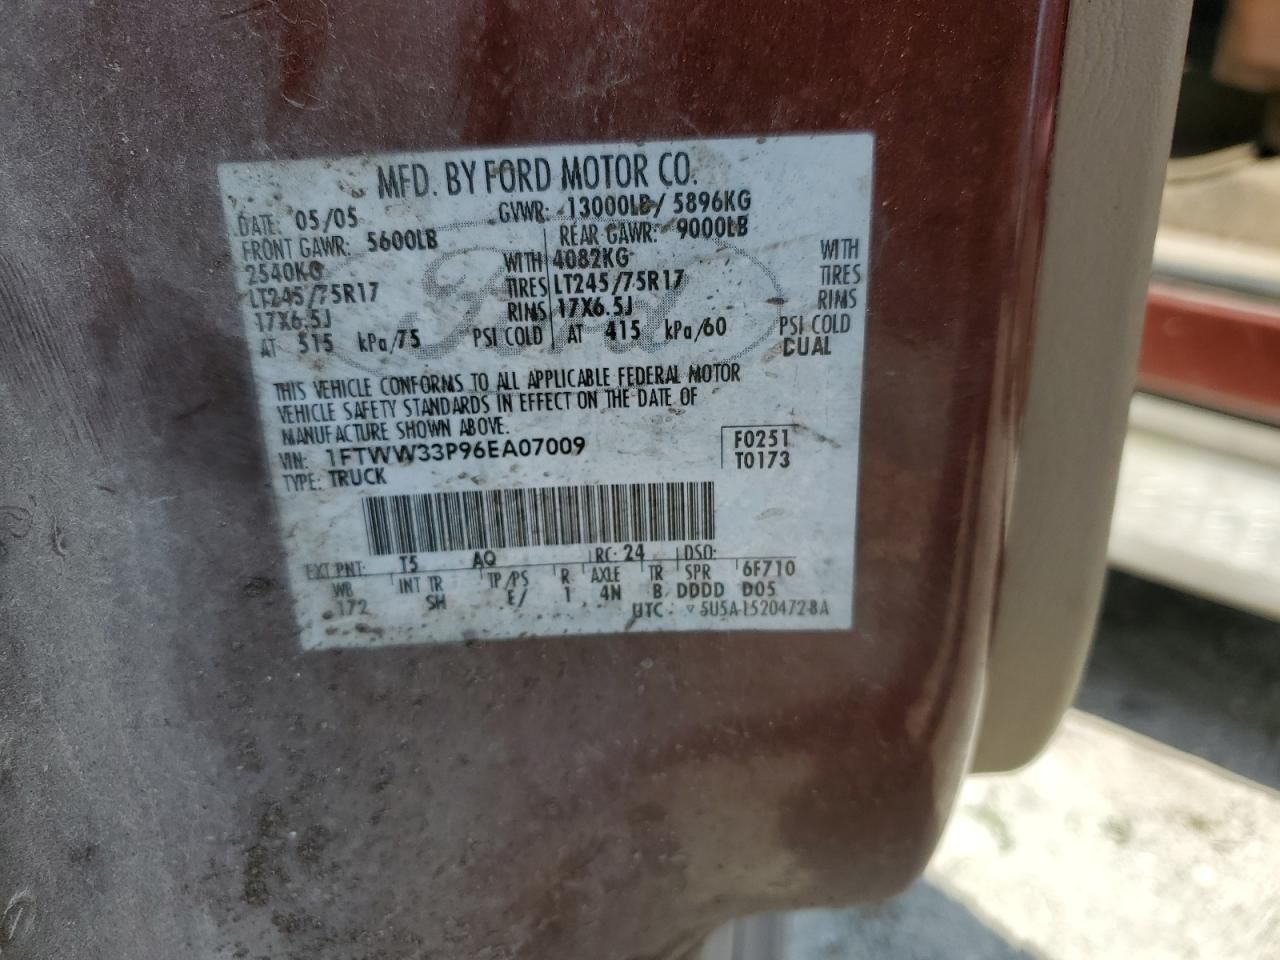 MFD. BY FORD MOTOR CO.
DATE: 05/05 GVWR: 13000LB/ 5896KG
FRONT GAWR: 5600LB REAR GAWR: 9000LB
2540KG WITH 4082KG WITH
LT245/75R17 TIRES LT245/75R17 TIRES
17X6.5J RIMS 17X6.5J RIMS
AT 515 kPa/75 PSI COLD AT 415 kPa/60 PSI COLD
DUAL
Ford
THIS VEHICLE CONFORMS TO ALL APPLICABLE FEDERAL MOTOR
VEHICLE SAFETY STANDARDS IN EFFECT ON THE DATE OF
MANUFACTURE SHOWN ABOVE.
VIN: 1FTWW33P96EA07009 F0251
TYPE: TRUCK T0173
EXT PNT: T5 AQ RC: 24 DSO:
WB INT TR TP/PS R AXLE TR SPR 6F710
172 SH E/ 1 4N B DDDD D05
UTC ▽ 5U5A-1520472-BA